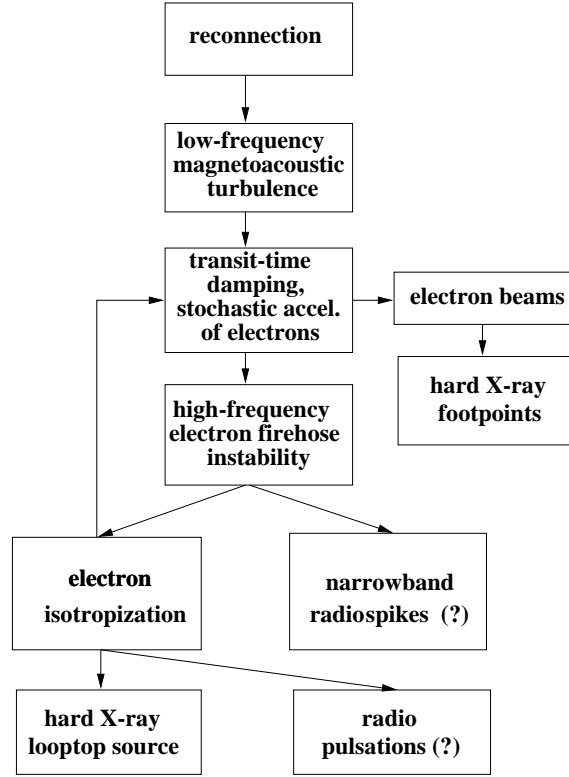 reconnection
low-frequency
magnetoacoustic
turbulence
transit-time
damping,
stochastic accel.
of electrons
electron beams
hard X-ray
footpoints
high-frequency
electron firehose
instability
electron
isotropization
narrowband
radiospikes (?)
hard X-ray
looptop source
radio
pulsations (?)